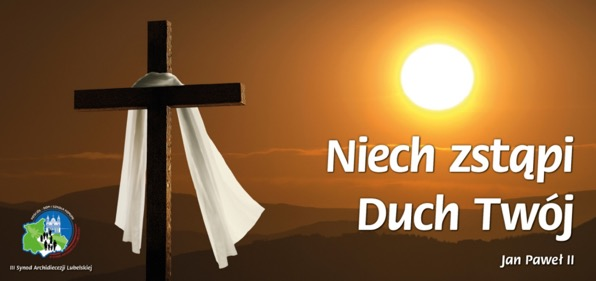 Niech zstąpi
Duch Twój
Jan Paweł II
III Synod Archidiecezji Lubelskiej